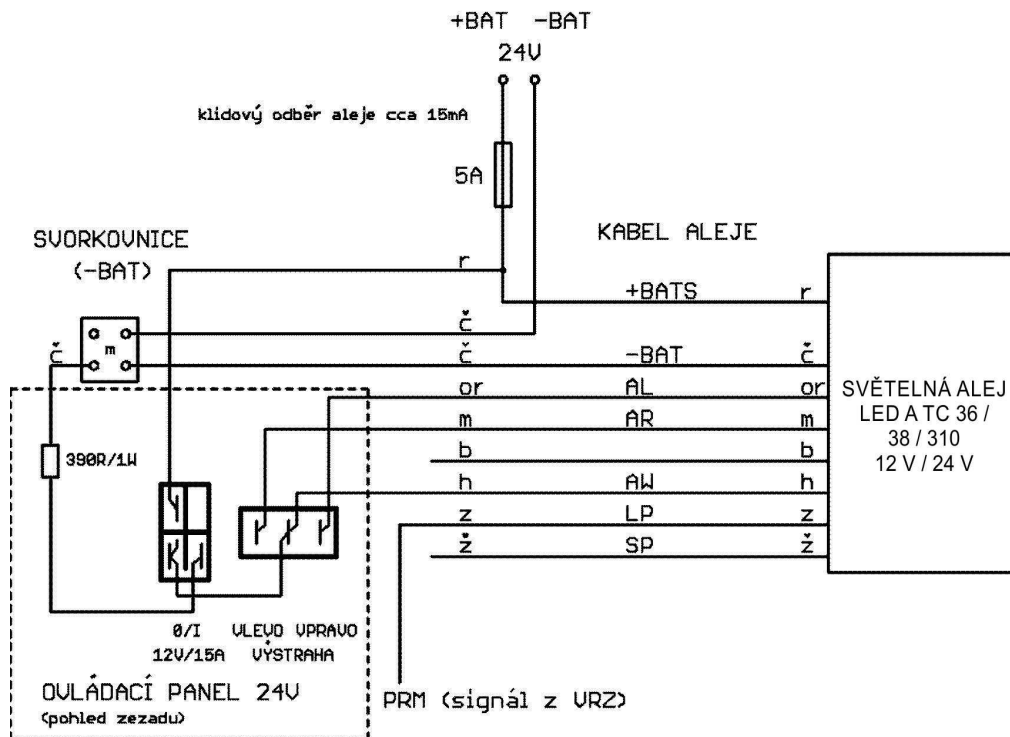 +BAT -BAT
24V
klidový odběr aleje cca 15mA
5A
SVORKOVNICE
(-BAT)
KABEL ALEJE
r +BATS r
č
m
č
č -BAT č
or AL or
m AR m
b b
h AW h
z LP z
ž SP ž
SVĚTELNÁ ALEJ
LED A TC 36 /
38 / 310
12 V / 24 V
390R/1W
0/I VLEVO VPRAVO
12V/15A VÝSTRAHA
OVLÁDACÍ PANEL 24V
(pohled zezadu)
PRM (signál z VRZ)